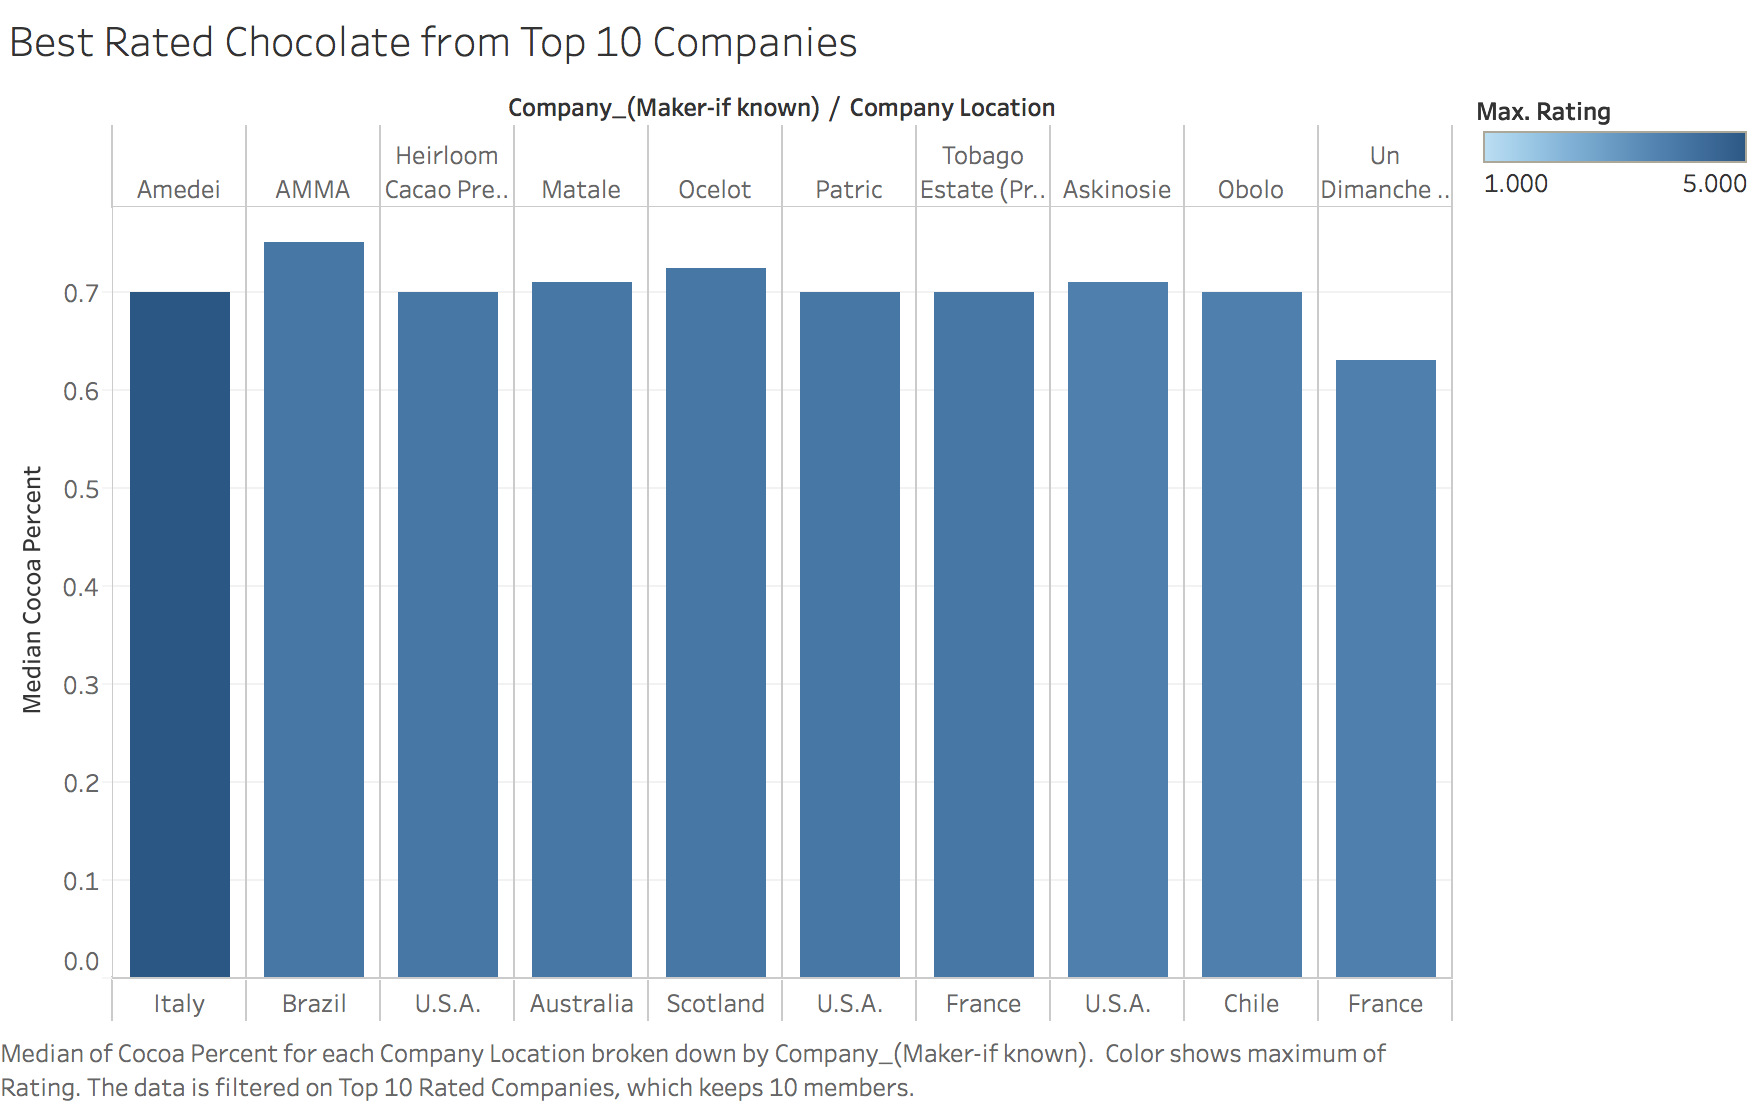 Best Rated Chocolate from Top 10 Companies
Company_(Maker-if known) / Company Location
Max. Rating
1.000 5.000
Amedei
AMMA
Heirloom
Cacao Pre..
Matale
Ocelot
Patric
Tobago
Estate (Pr..
Askinosie
Obolo
Un
Dimanche ..
Median Cocoa Percent
0.7
0.6
0.5
0.4
0.3
0.2
0.1
0.0
Italy
Brazil
U.S.A.
Australia
Scotland
U.S.A.
France
U.S.A.
Chile
France
Median of Cocoa Percent for each Company Location broken down by Company_(Maker-if known).  Color shows maximum of
Rating. The data is filtered on Top 10 Rated Companies, which keeps 10 members.